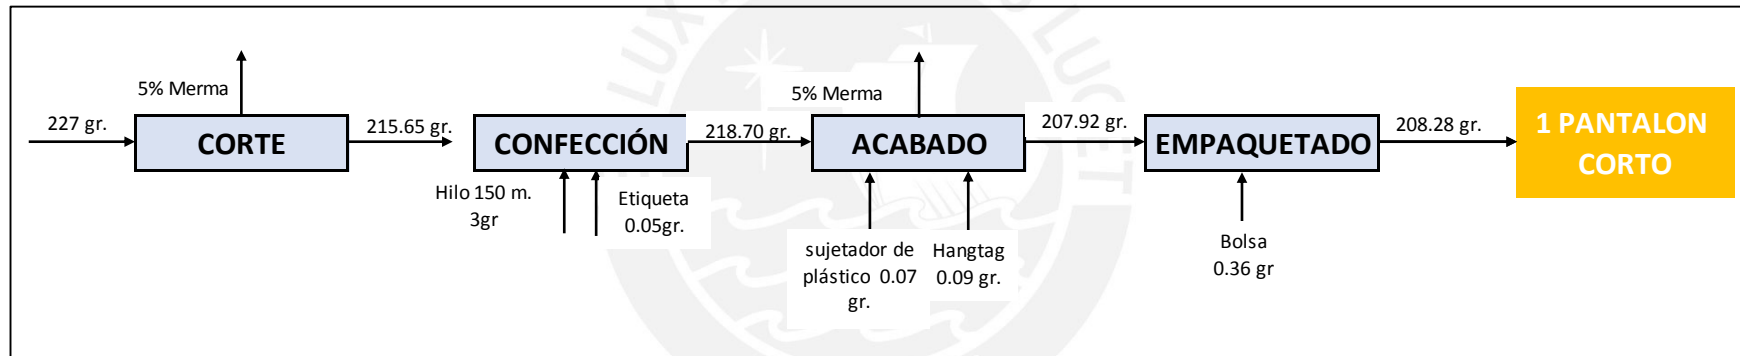 5% Merma
5% Merma
227 gr.
CORTE
215.65 gr.
CONFECCIÓN
218.70 gr.
ACABADO
207.92 gr.
EMPAQUETADO
208.28 gr.
1 PANTALON
CORTO
Hilo 150 m.
3gr
Etiqueta
0.05gr.
sujetador de
plástico 0.07
gr.
Hangtag
0.09 gr.
Bolsa
0.36 gr
LUX
LUCET